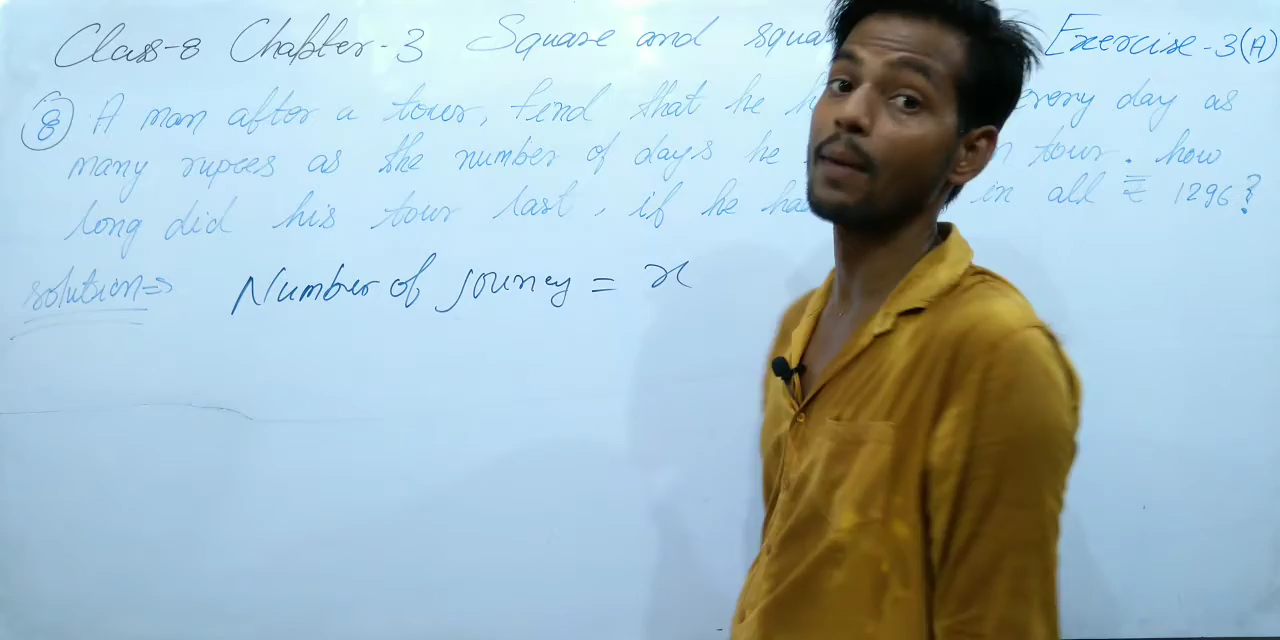 Class-8 Chapter-3 Square and squa Exercise-3(A)
8 A man after a tour, find that he h every day as
many rupees as the number of days he n tour. how
long did his tour last, if he ha in all ₹ 1296?
solution=>
Number of journey = x